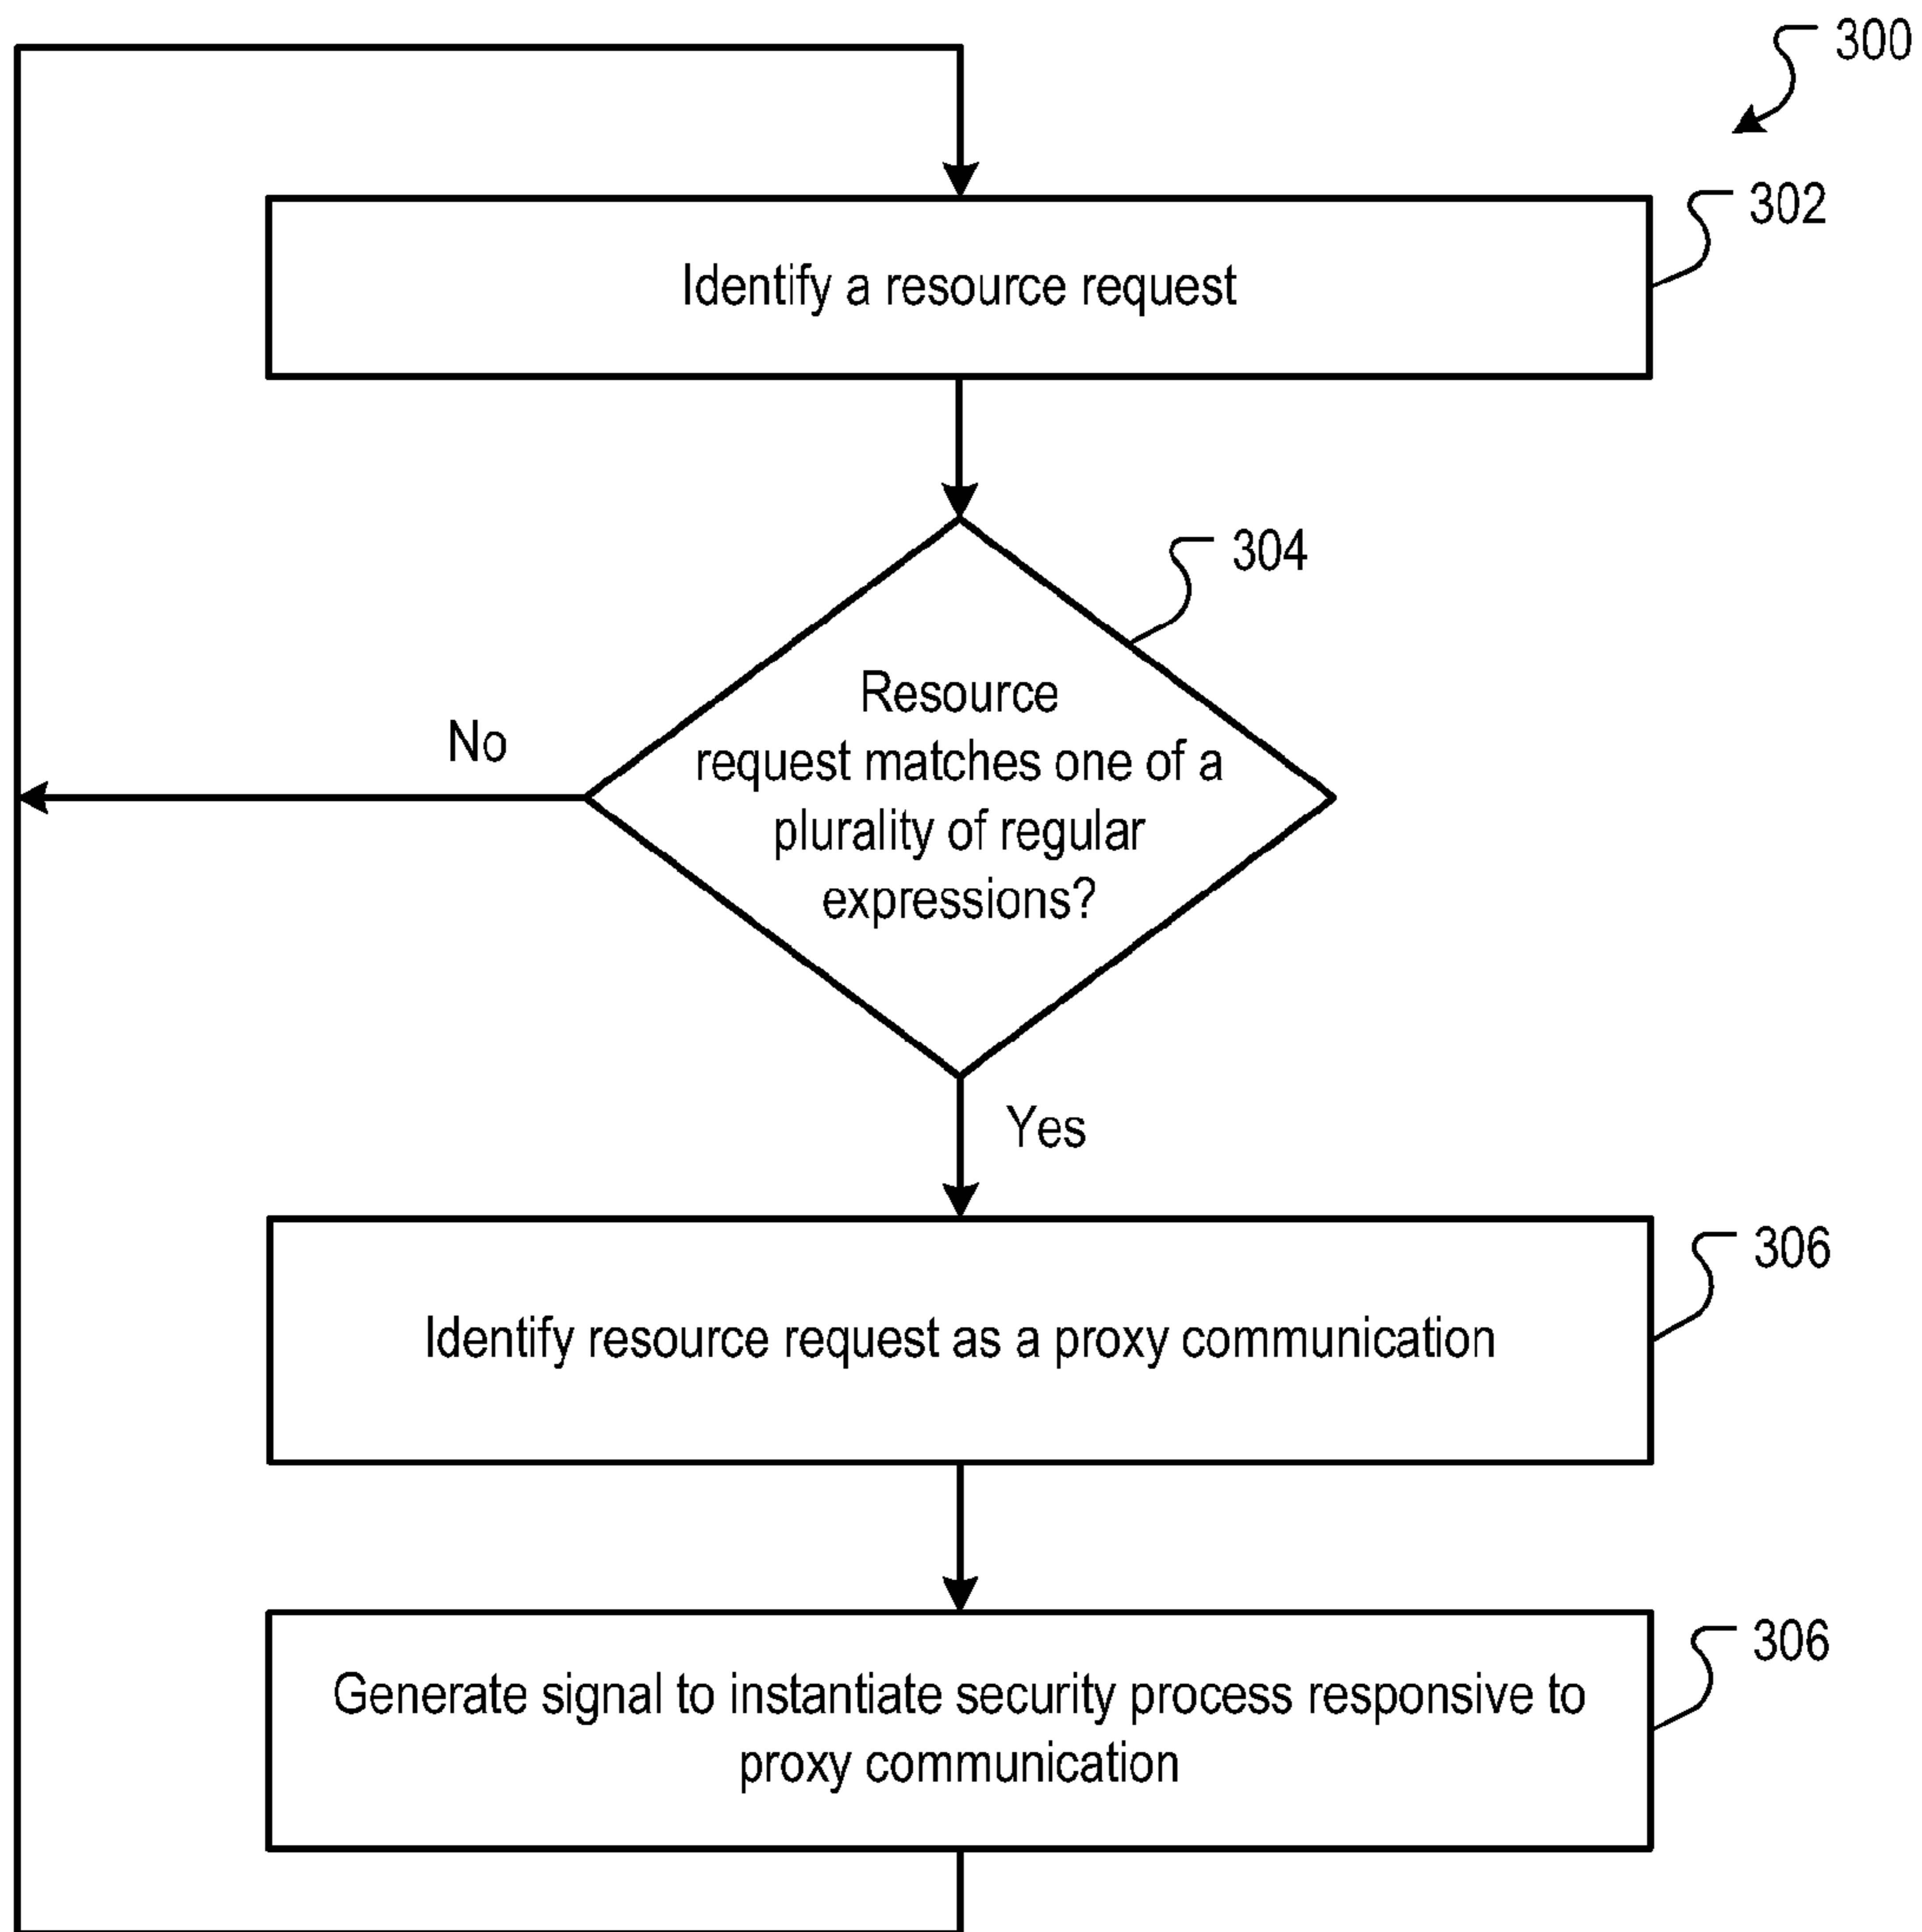 300
302
Identify a resource request
304
Resource
request matches one of a
plurality of regular
expressions?
No
Yes
306
Identify resource request as a proxy communication
306
Generate signal to instantiate security process responsive to
proxy communication